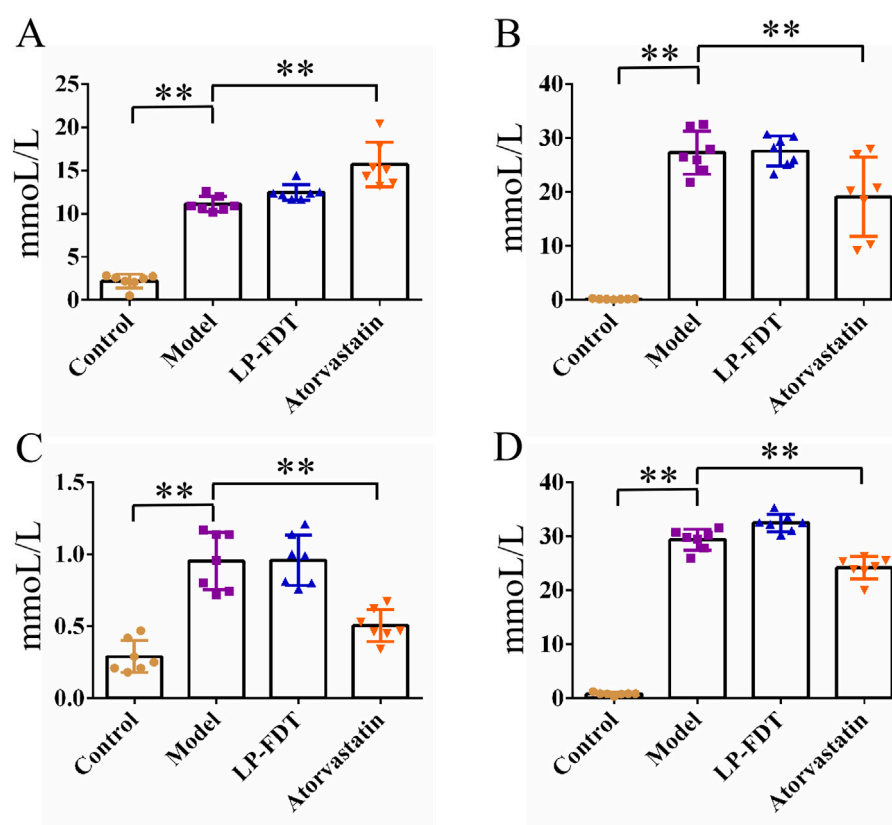 A
mmoL/L
25
20
15
10
5
0
**
**
Control
Model
LP-FDT
Atorvastatin
B
mmoL/L
40
30
20
10
0
**
**
Control
Model
LP-FDT
Atorvastatin
C
mmoL/L
1.5
1.0
0.5
0.0
**
**
Control
Model
LP-FDT
Atorvastatin
D
mmoL/L
40
30
20
10
0
**
**
Control
Model
LP-FDT
Atorvastatin